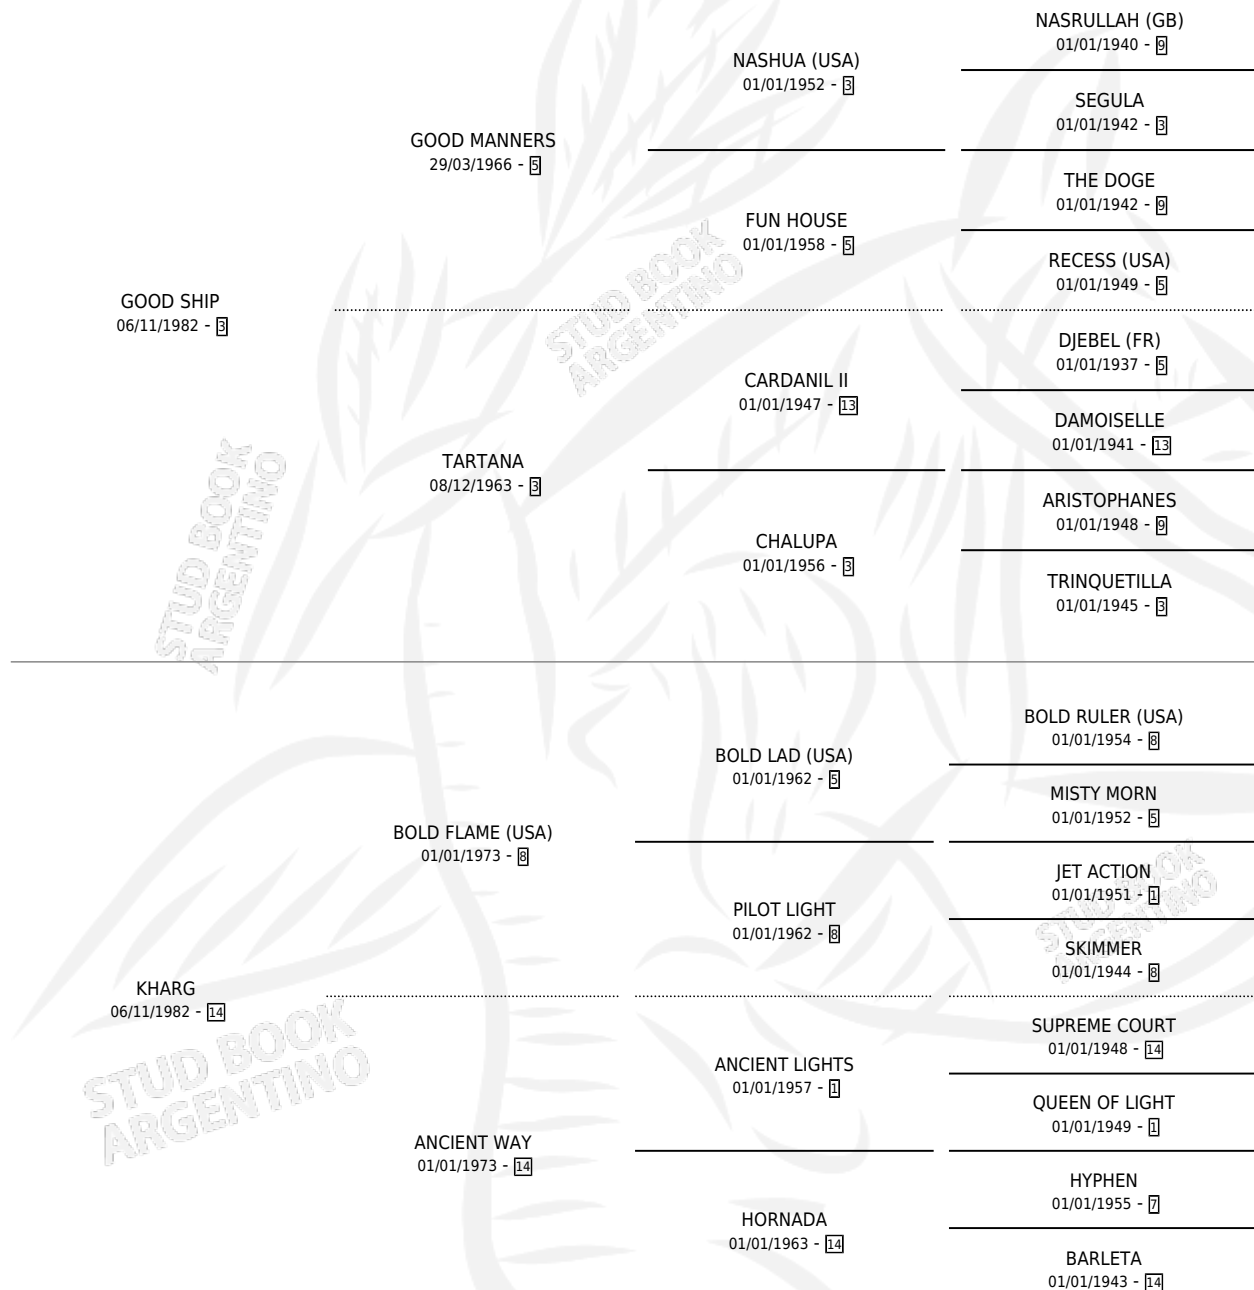 NASRULLAH (GB)
01/01/1940 - 9
NASHUA (USA)
01/01/1952 - 3
SEGULA
01/01/1942 - 3
GOOD MANNERS
29/03/1966 - 5
THE DOGE
01/01/1942 - 9
FUN HOUSE
01/01/1958 - 5
RECESS (USA)
01/01/1949 - 5
GOOD SHIP
06/11/1982 - 3
STUD BOOK
ARGENTINO
DJEBEL (FR)
01/01/1937 - 5
CARDANIL II
01/01/1947 - 13
DAMOISELLE
01/01/1941 - 13
TARTANA
08/12/1963 - 3
ARISTOPHANES
01/01/1948 - 9
CHALUPA
01/01/1956 - 3
TRINQUETILLA
01/01/1945 - 3
STUD BOOK
ARGENTINO
BOLD RULER (USA)
01/01/1954 - 8
BOLD LAD (USA)
01/01/1962 - 5
MISTY MORN
01/01/1952 - 5
BOLD FLAME (USA)
01/01/1973 - 8
JET ACTION
01/01/1951 - 1
PILOT LIGHT
01/01/1962 - 8
SKIMMER
01/01/1944 - 8
STUD BOOK
ARGENTINO
KHARG
06/11/1982 - 14
SUPREME COURT
01/01/1948 - 14
ANCIENT LIGHTS
01/01/1957 - 1
QUEEN OF LIGHT
01/01/1949 - 1
STUD BOOK
ARGENTINO
ANCIENT WAY
01/01/1973 - 14
HYPHEN
01/01/1955 - 7
HORNADA
01/01/1963 - 14
BARLETA
01/01/1943 - 14